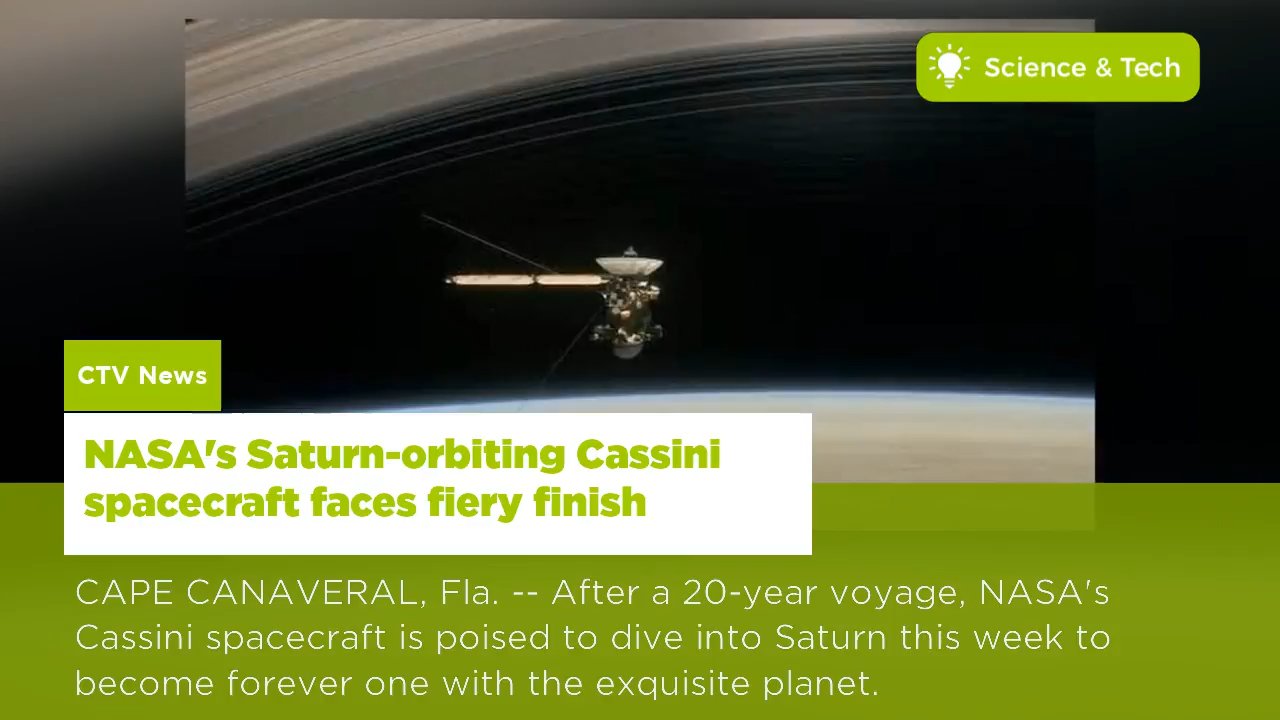 Science & Tech
CTV News
NASA's Saturn-orbiting Cassini
spacecraft faces fiery finish
CAPE CANAVERAL, Fla. -- After a 20-year voyage, NASA's
Cassini spacecraft is poised to dive into Saturn this week to
become forever one with the exquisite planet.